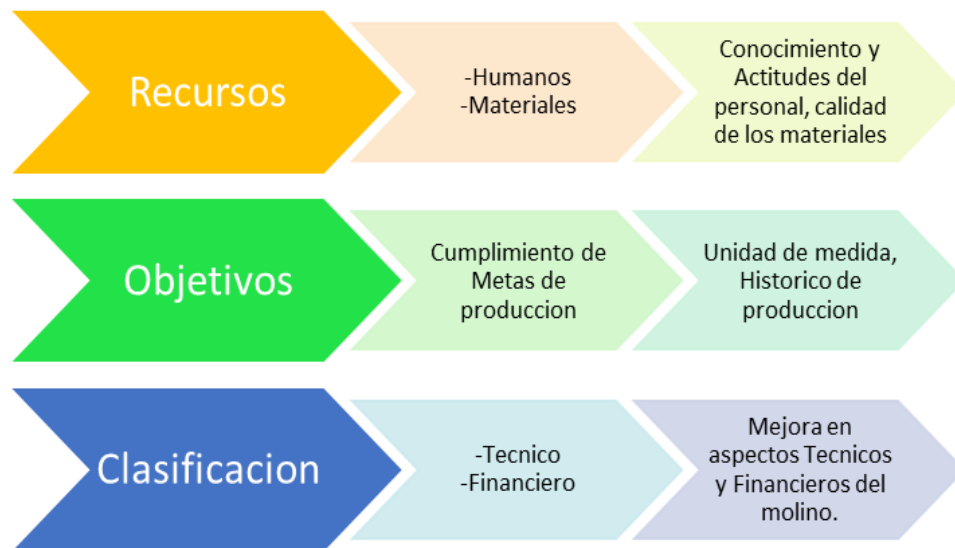 Recursos
-Humanos
-Materiales
Conocimiento y
Actitudes del
personal, calidad
de los materiales
Objetivos
Cumplimiento de
Metas de
produccion
Unidad de medida,
Historico de
produccion
Clasificacion
-Tecnico
-Financiero
Mejora en
aspectos Tecnicos
y Financieros del
molino.